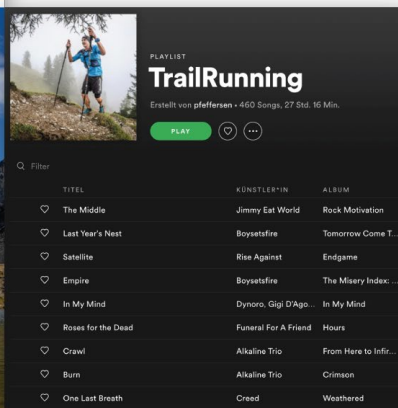 PLAYLIST
TrailRunning
Erstellt von pfeffersen • 460 Songs, 27 Std. 16 Min.
PLAY
Filter
TITEL KÜNSTLER*IN ALBUM
The Middle Jimmy Eat World Rock Motivation
Last Year's Nest Boysetsfire Tomorrow Come T...
Satellite Rise Against Endgame
Empire Boysetsfire The Misery Index: ...
In My Mind Dynoro, Gigi D'Ago... In My Mind
Roses for the Dead Funeral For A Friend Hours
Crawl Alkaline Trio From Here to Infir...
Burn Alkaline Trio Crimson
One Last Breath Creed Weathered